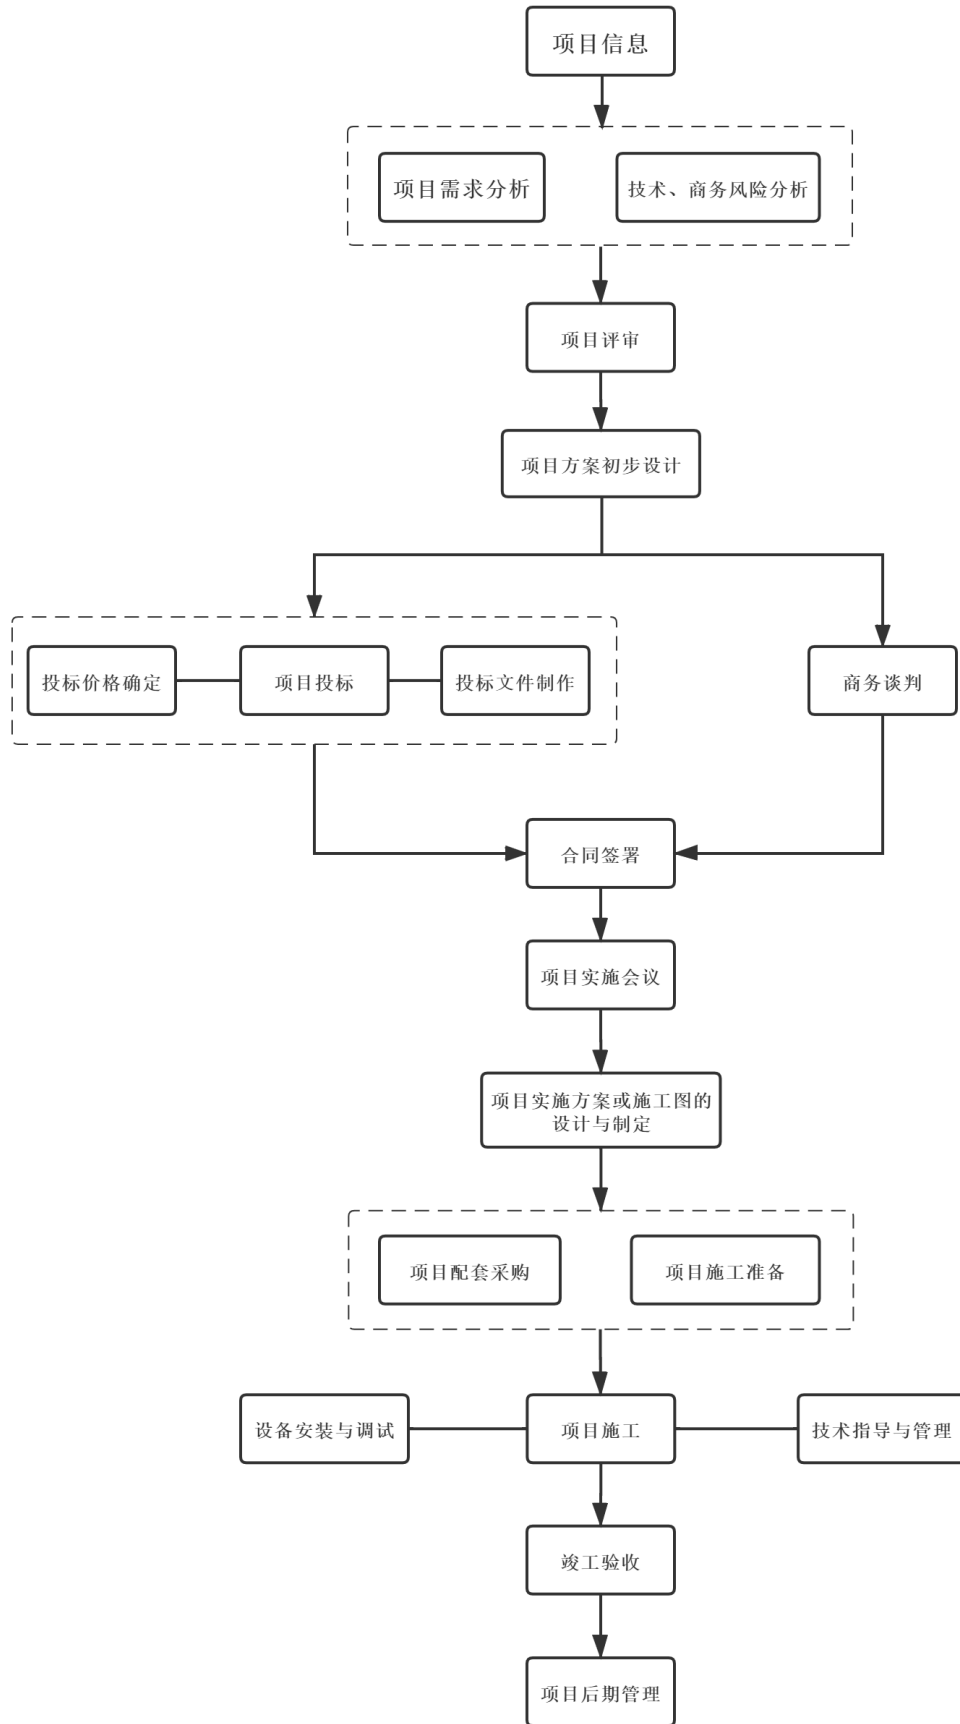 项目信息
项目需求分析
技术、商务风险分析
项目评审
项目方案初步设计
投标价格确定
项目投标
投标文件制作
商务谈判
合同签署
项目实施会议
项目实施方案或施工图的
设计与制定
项目配套采购
项目施工准备
设备安装与调试
项目施工
技术指导与管理
竣工验收
项目后期管理